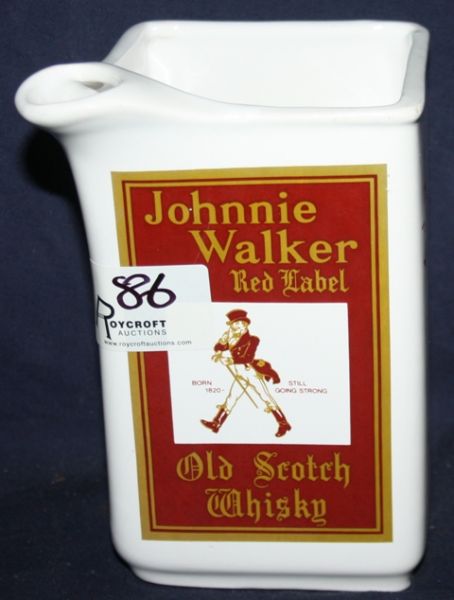 Johnnie
Walker
Red Label
86
ROYCROFT
AUCTIONS
www.roycroftauctions.com
BORN
1820-
STILL
GOING STRONG
Old Scotch
Whisky